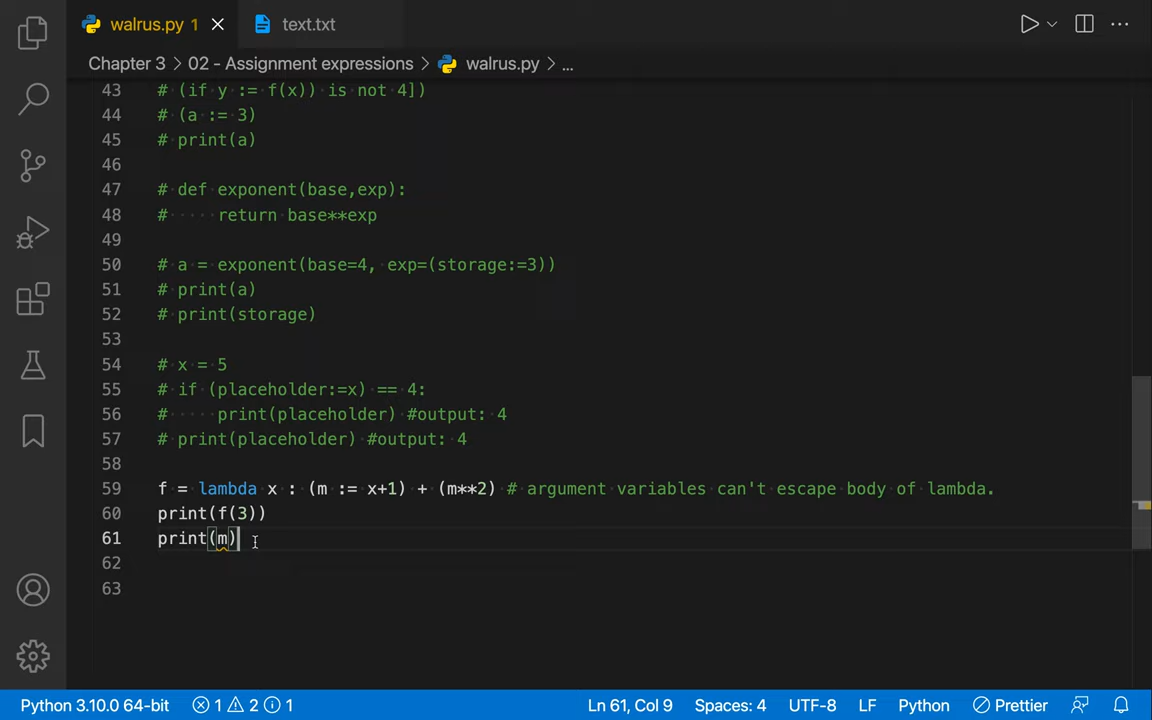 walrus.py 1
text.txt
Chapter 3 > 02 - Assignment expressions > walrus.py > ...
43 # (if y := f(x)) is not 4])
44 # (a := 3)
45 # print(a)
46
47 # def exponent(base,exp):
48 #     return base**exp
49
50 # a = exponent(base=4, exp=(storage:=3))
51 # print(a)
52 # print(storage)
53
54 # x = 5
55 # if (placeholder:=x) == 4:
56 #     print(placeholder) #output: 4
57 # print(placeholder) #output: 4
58
59 f = lambda x : (m := x+1) + (m**2) # argument variables can't escape body of lambda.
60 print(f(3))
61 print(m)
62
63
Python 3.10.0 64-bit 1 2 1 Ln 61, Col 9 Spaces: 4 UTF-8 LF Python Prettier